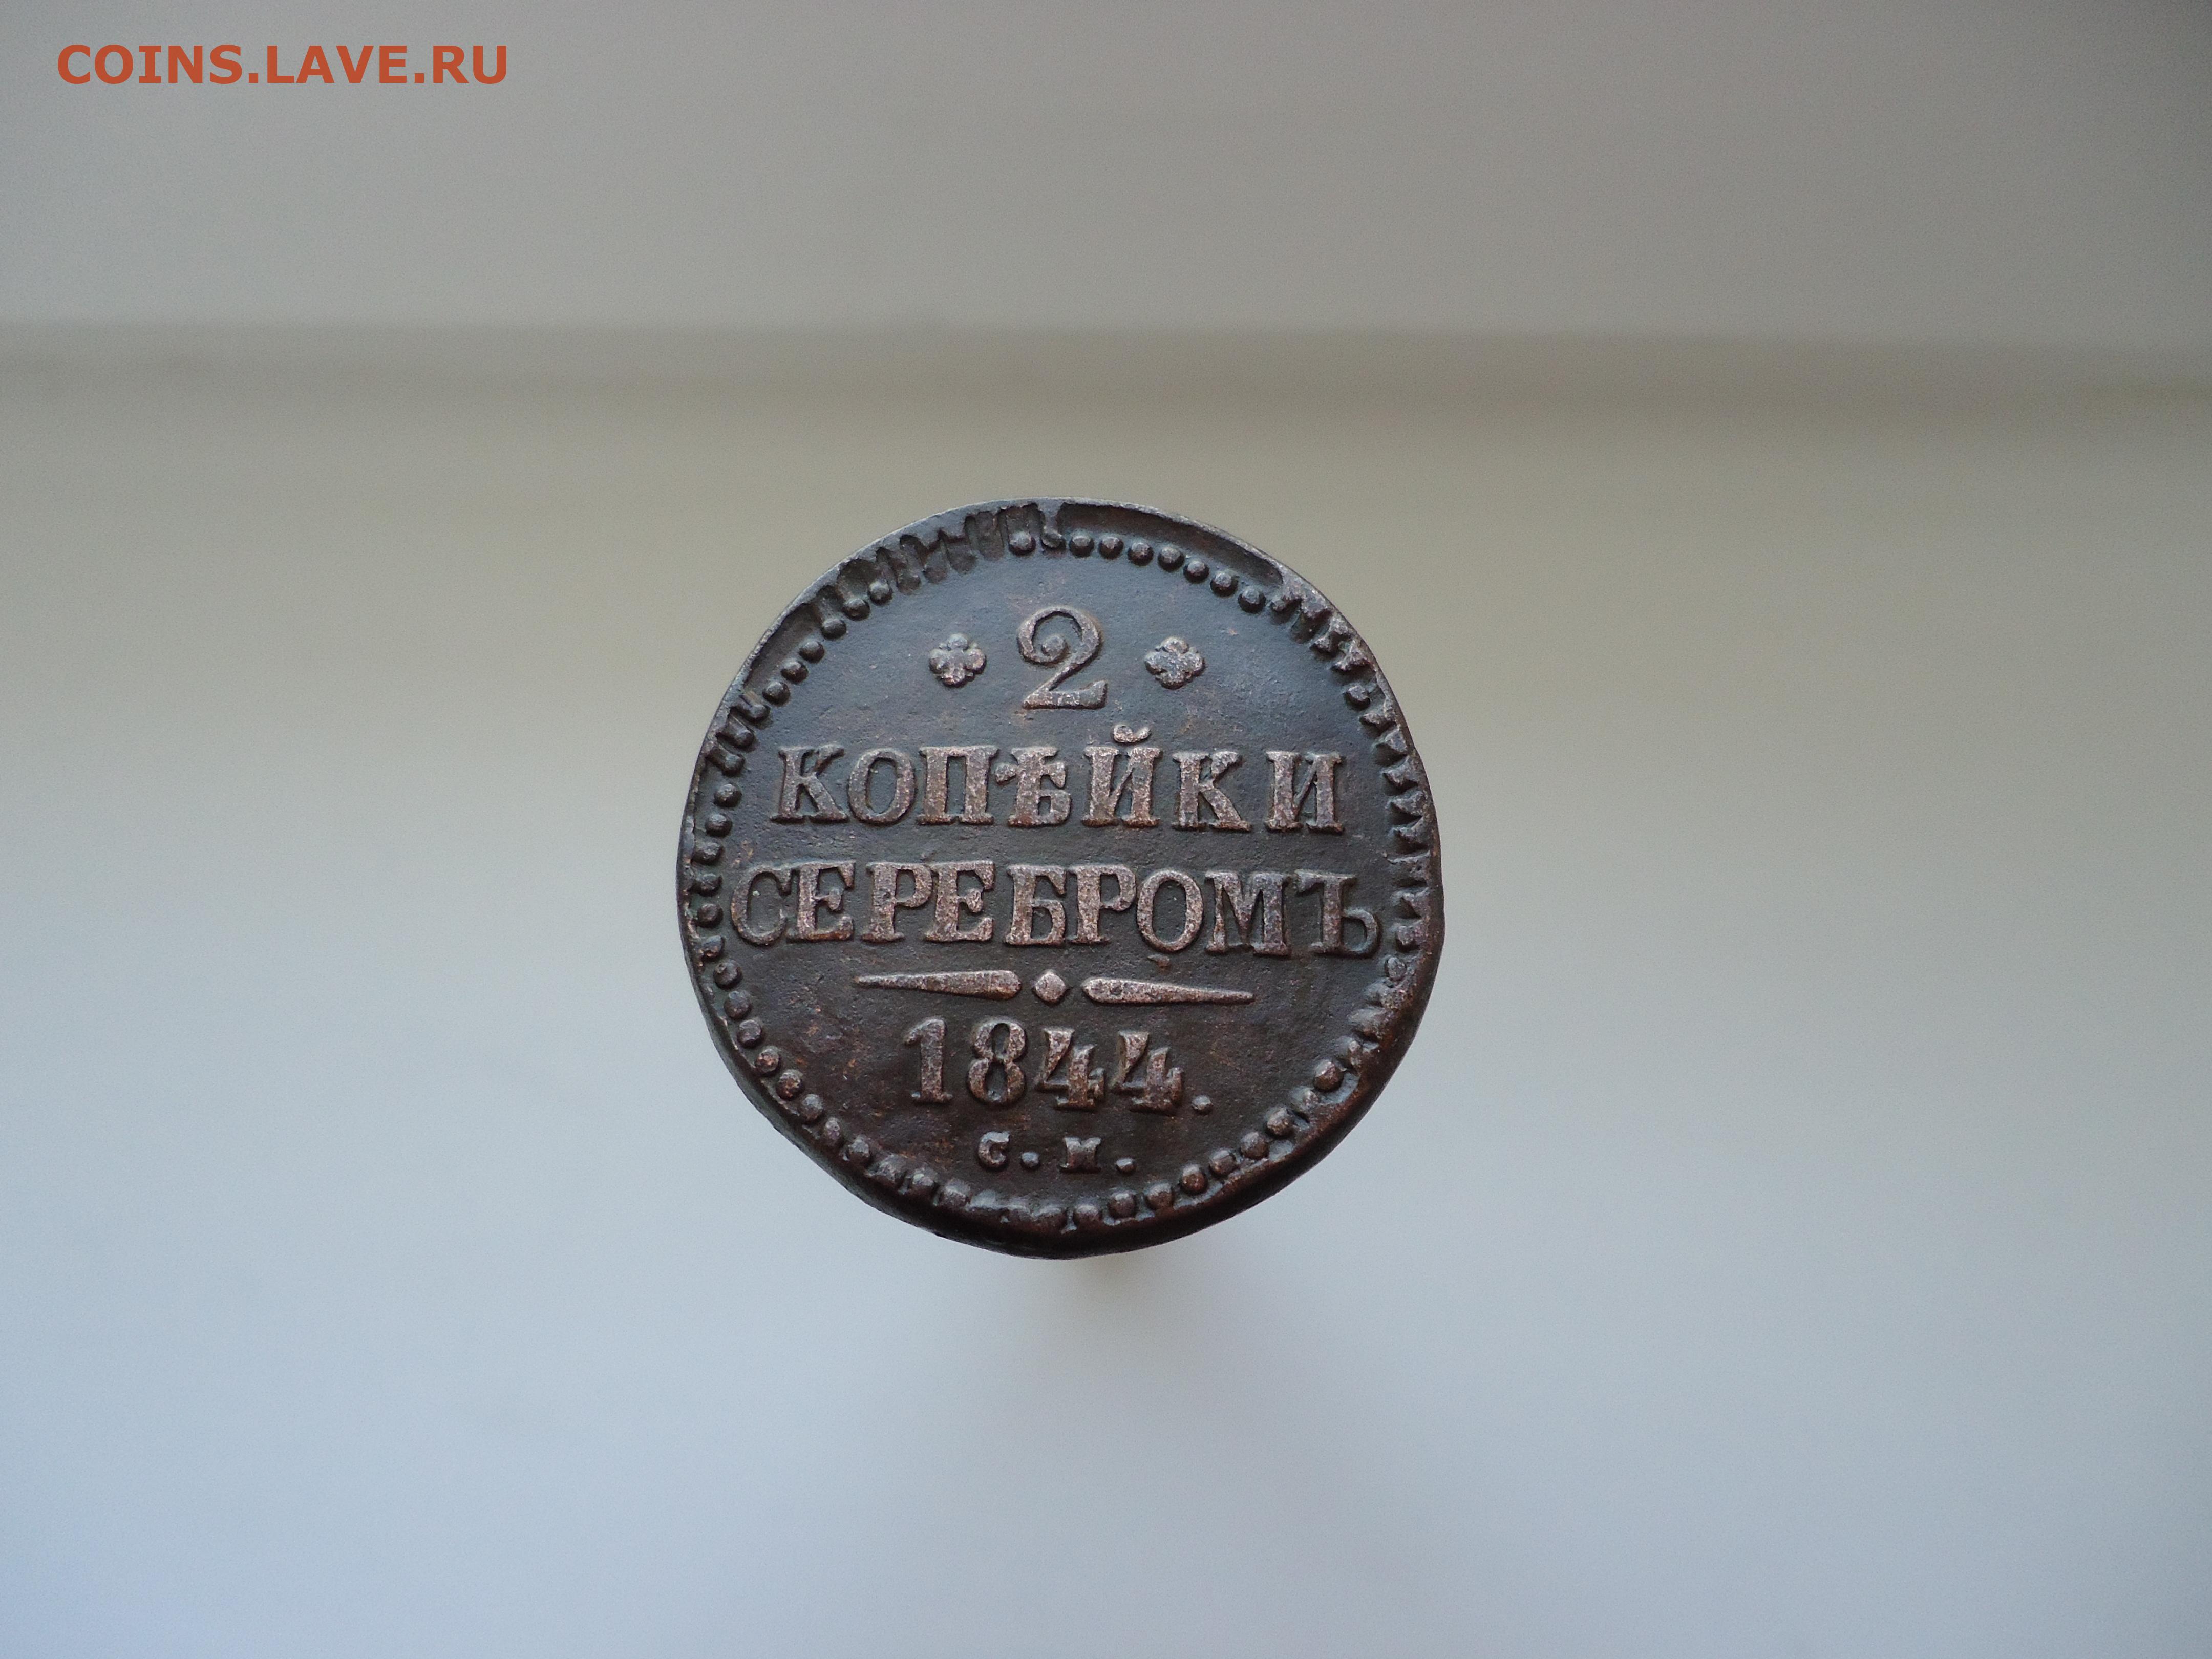 COINS.LAVE.RU
2
КОПѢЙКИ
СЕРЕБРОМЪ
1844.
С.М.